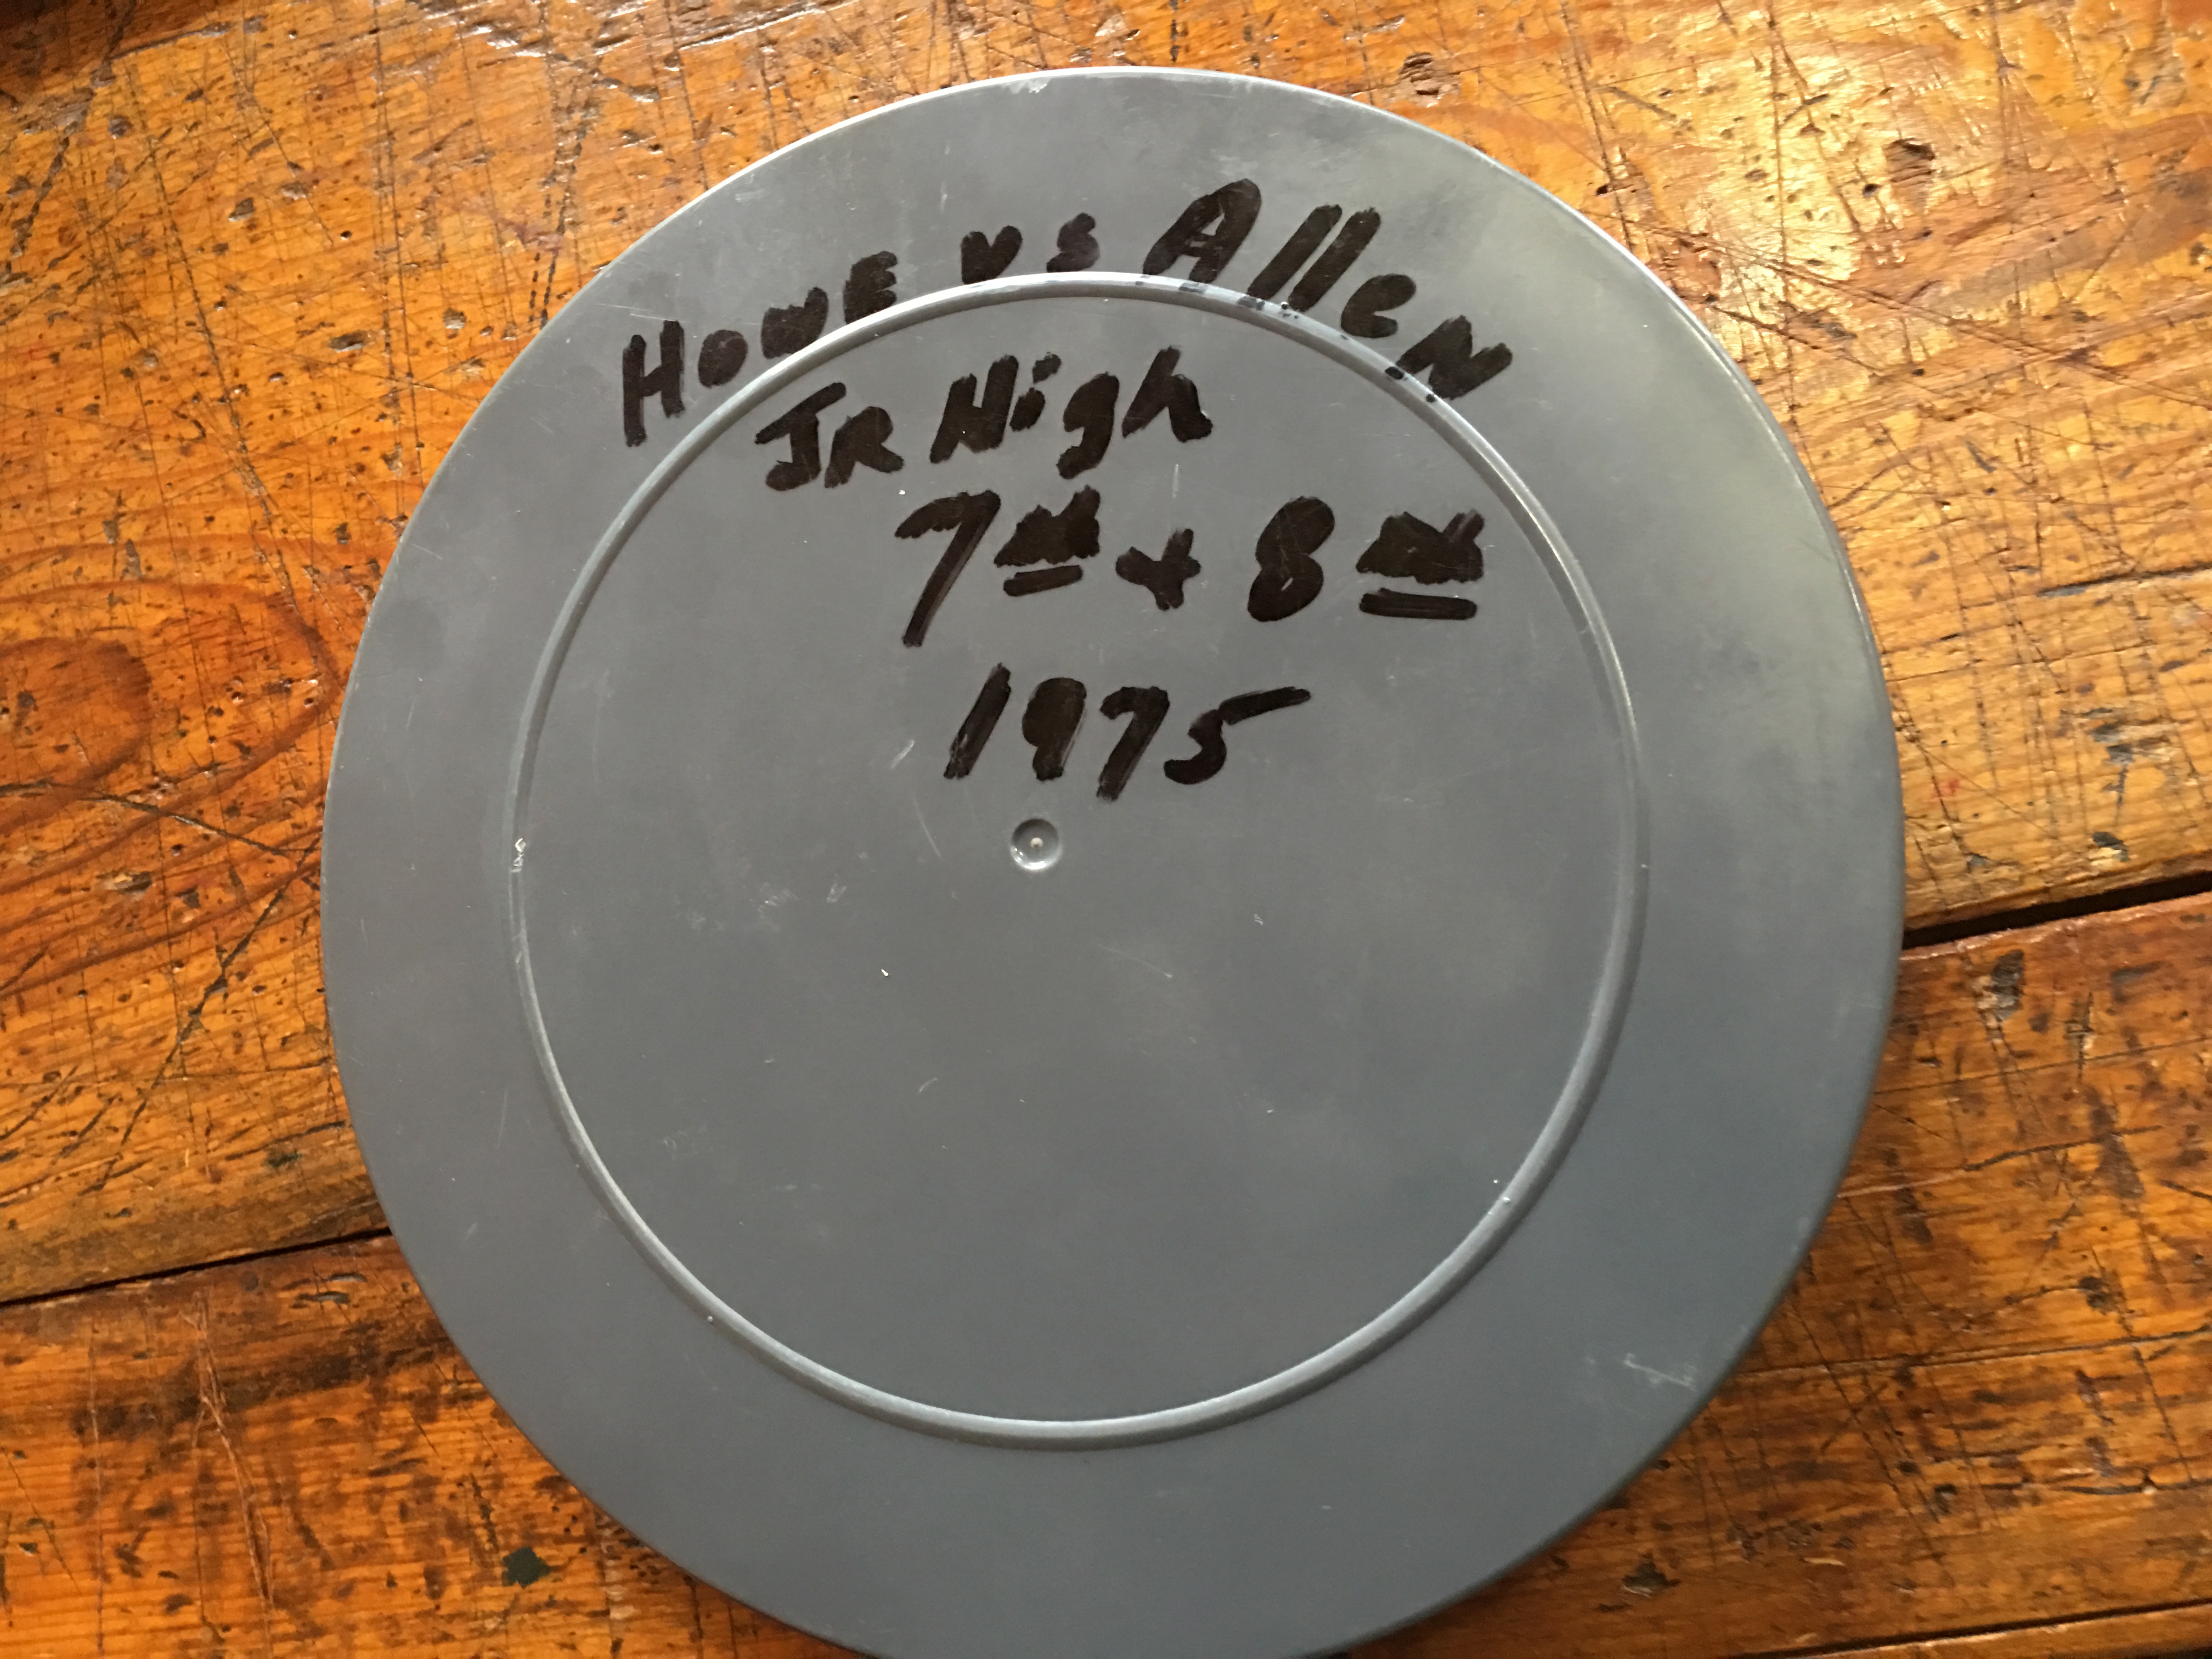 HOWE vs Allen
JR High
7th + 8th
1975